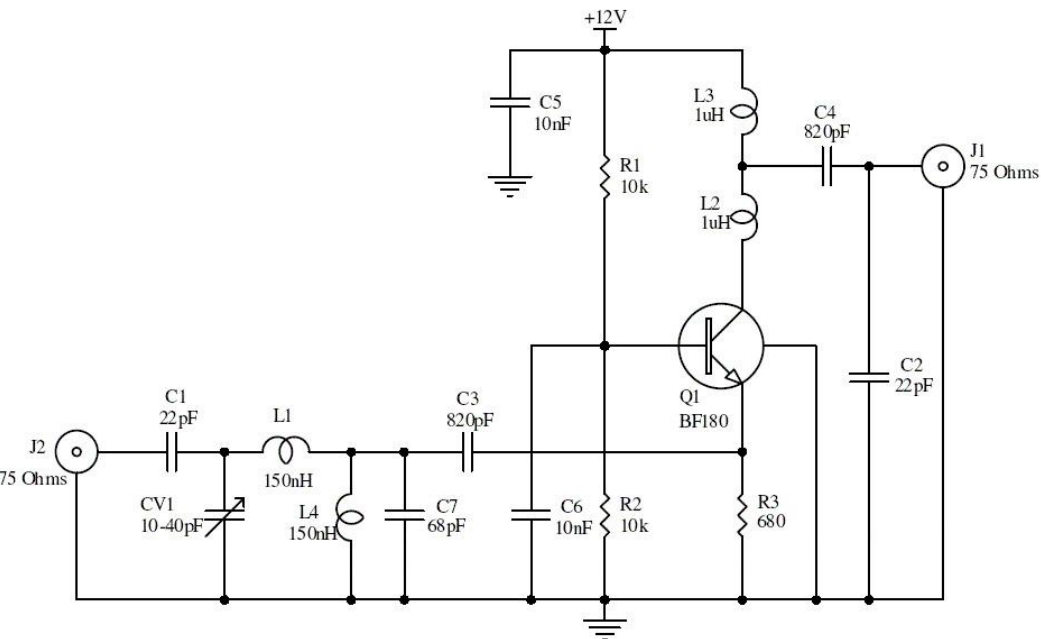 +12V
C5
10nF
L3
1uH
C4
820pF
J1
75 Ohms
R1
10k
L2
1uH
C2
22pF
Q1
BF180
C1
22pF
L1
150nH
C3
820pF
J2
75 Ohms
CV1
10-40pF
L4
150nH
C7
68pF
C6
10nF
R2
10k
R3
680